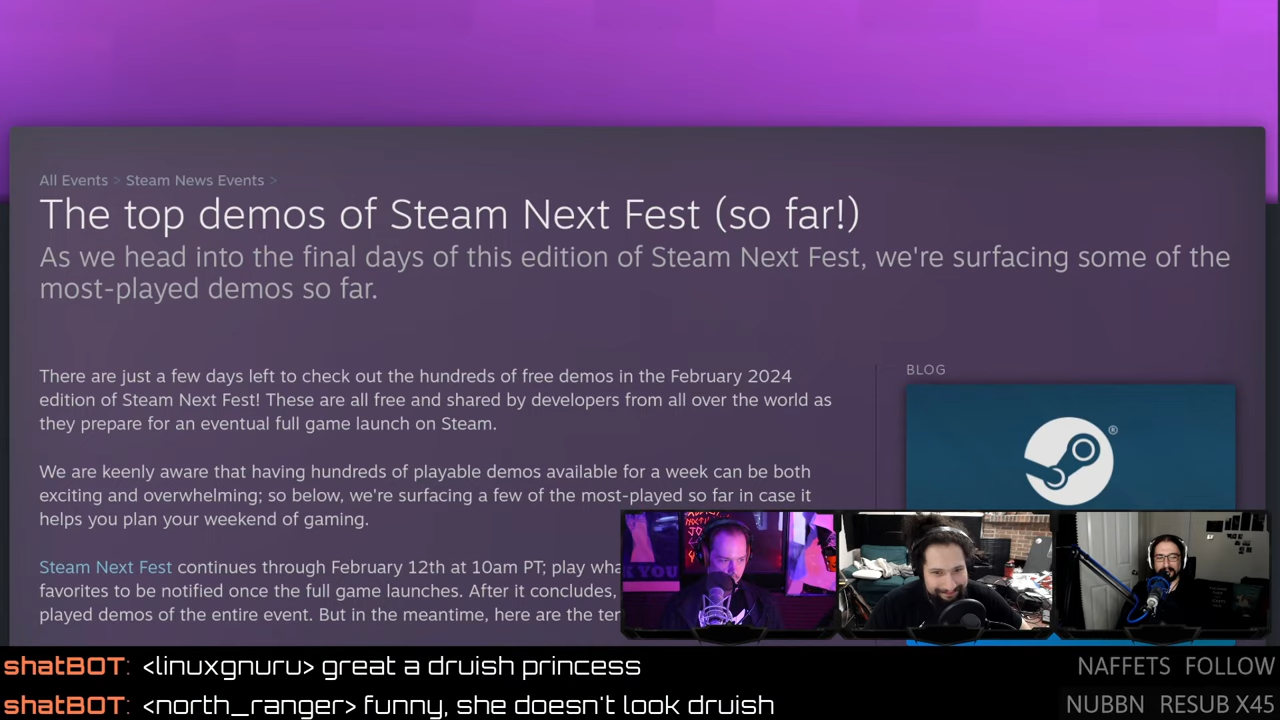 All Events > Steam News Events >
The top demos of Steam Next Fest (so far!)
As we head into the final days of this edition of Steam Next Fest, we're surfacing some of the
most-played demos so far.
There are just a few days left to check out the hundreds of free demos in the February 2024
edition of Steam Next Fest! These are all free and shared by developers from all over the world as
they prepare for an eventual full game launch on Steam.
We are keenly aware that having hundreds of playable demos available for a week can be both
exciting and overwhelming; so below, we're surfacing a few of the most-played so far in case it
helps you plan your weekend of gaming.
Steam Next Fest continues through February 12th at 10am PT; play
favorites to be notified once the full game launches. After it concludes,
played demos of the entire event. But in the meantime, here are the
BLOG
®
K YOU
shatBOT: <linuxgnuru> great a druish princess
shatBOT: <north_ranger> funny, she doesn't look druish
NAFFETS FOLLOW
NUBBN RESUB X45